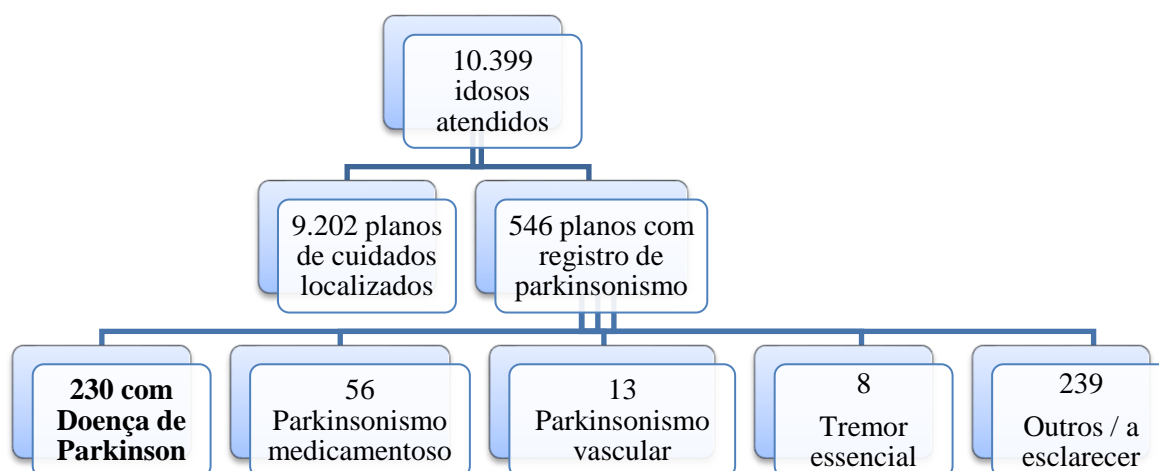 10.399
idosos
atendidos
9.202 planos
de cuidados
localizados
546 planos com
registro de
parkinsonismo
230 com
Doença de
Parkinson
56
Parkinsonismo
medicamentoso
13
Parkinsonismo
vascular
8
Tremor
essencial
239
Outros / a
esclarecer